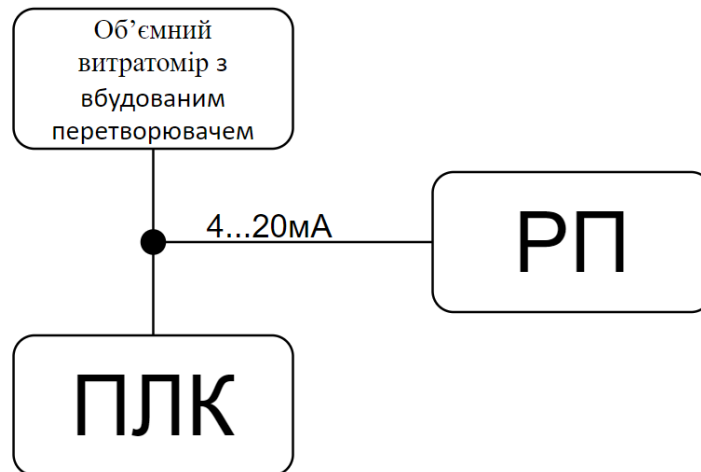 Об’ємний
витратомір з
вбудованим
перетворювачем
4...20мА
РП
ПЛК